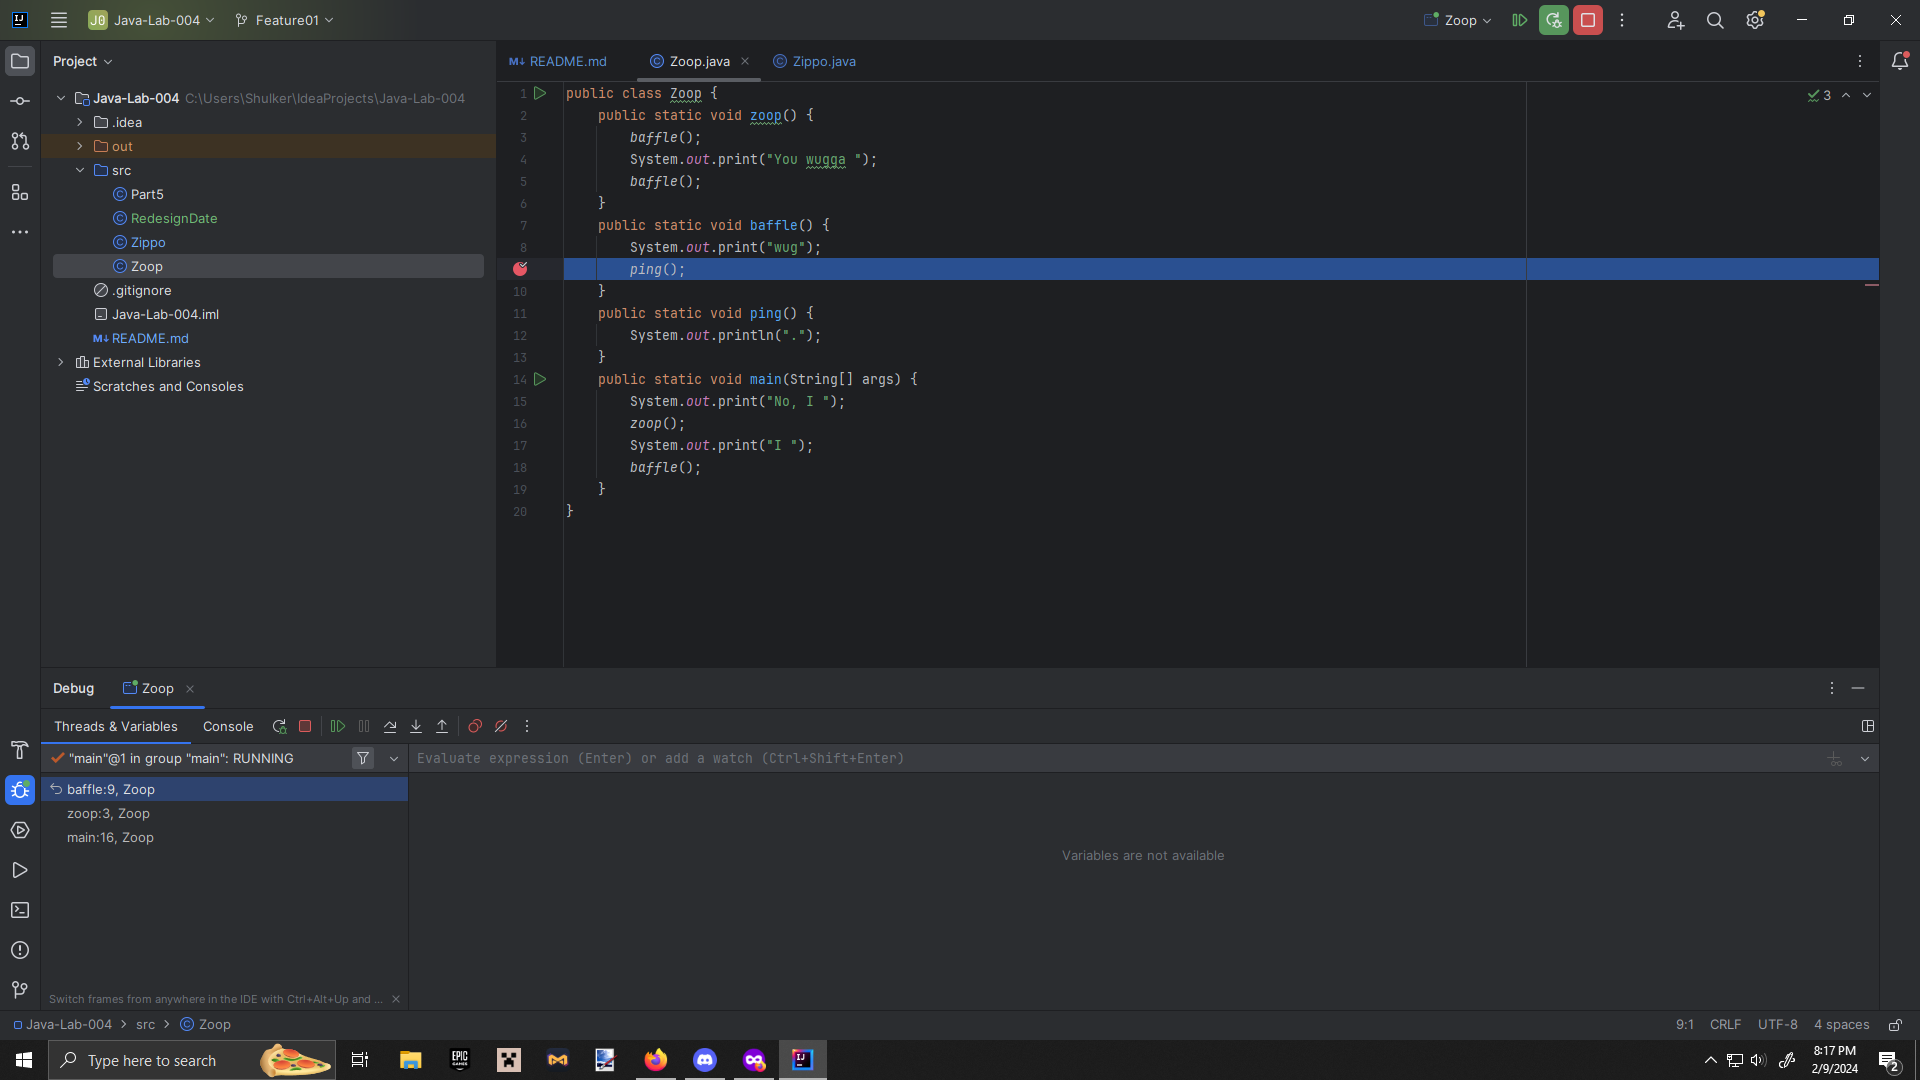 IJ
J0 Java-Lab-004
Feature01
Zoop
Project
README.md
Zoop.java
Zippo.java
Java-Lab-004 C:\Users\Shulker\IdeaProjects\Java-Lab-004
.idea
out
src
Part5
RedesignDate
Zippo
Zoop
.gitignore
Java-Lab-004.iml
README.md
External Libraries
Scratches and Consoles
3
1 public class Zoop {
2 public static void zoop() {
3 baffle();
4 System.out.print("You wugga ");
5 baffle();
6 }
7 public static void baffle() {
8 System.out.print("wug");
ping();
10 }
11 public static void ping() {
12 System.out.println(".");
13 }
14 public static void main(String[] args) {
15 System.out.print("No, I ");
16 zoop();
17 System.out.print("I ");
18 baffle();
19 }
20 }
Debug
Zoop
Threads & Variables
Console
"main"@1 in group "main": RUNNING
Evaluate expression (Enter) or add a watch (Ctrl+Shift+Enter)
baffle:9, Zoop
zoop:3, Zoop
main:16, Zoop
Variables are not available
Switch frames from anywhere in the IDE with Ctrl+Alt+Up and ...
Java-Lab-004 > src > Zoop
9:1 CRLF UTF-8 4 spaces
Type here to search
EPIC GAMES
IJ
8:17 PM
2/9/2024
2